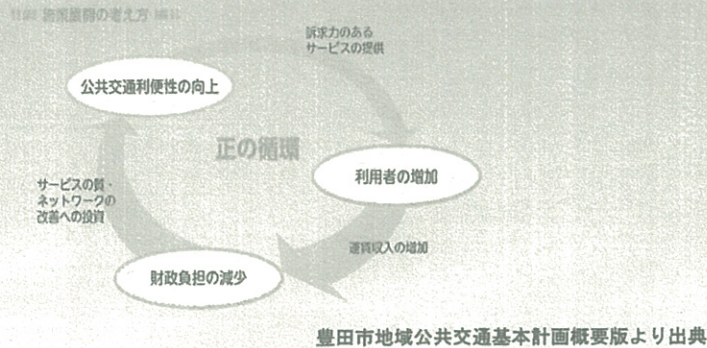 施策展開の考え方
訴求力のある
サービスの提供
公共交通利便性の向上
正の循環
利用者の増加
サービスの質・
ネットワークの
改善への投資
運賃収入の増加
財政負担の減少
豊田市地域公共交通基本計画概要版より出典